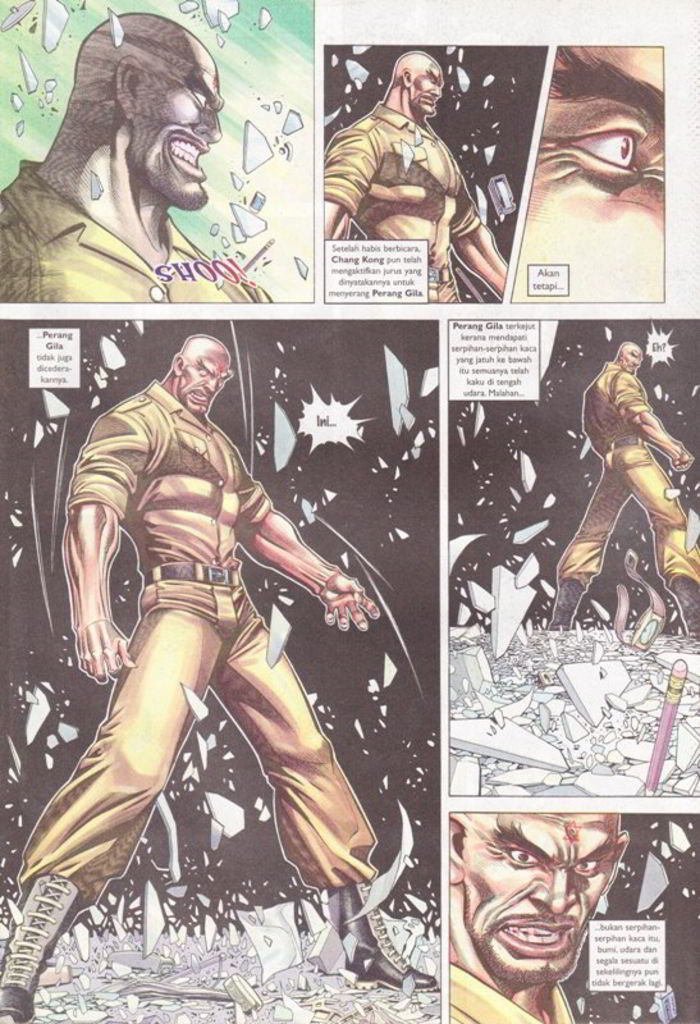 SHOO!
Setelah habis berbicara,
Chang Kong pun telah
mengaktifkan jurus yang
dinyatakannya untuk
menyerang Perang Gila.
Akan
tetapi...
...Perang
Gila
tidak juga
dicedera-
kannya.
Ini...
Perang Gila terkejut
kerana mendapati
serpihan-serpihan kaca
yang jatuh ke bawah
itu semuanya telah
kaku di tengah
udara. Malahan...
Eh?
...bukan serpihan-
serpihan kaca itu,
bumi, udara dan
segala sesuatu di
sekelilingnya pun
tidak bergerak lagi.